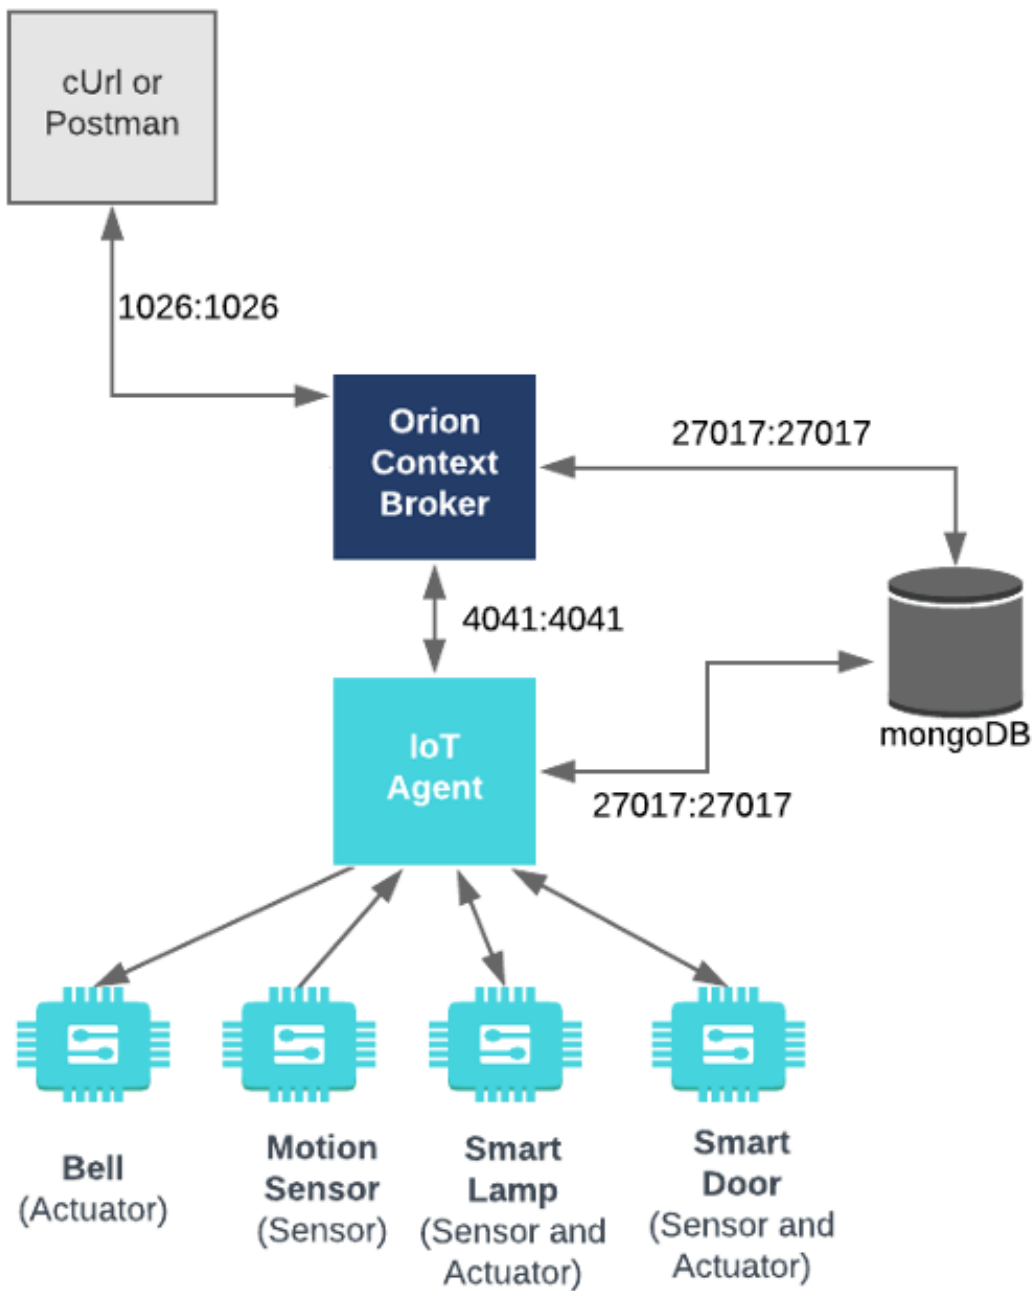 cUrl or
Postman
1026:1026
Orion
Context
Broker
27017:27017
4041:4041
mongoDB
IoT
Agent
27017:27017
Bell
(Actuator)
Motion
Sensor
(Sensor)
Smart
Lamp
(Sensor and
Actuator)
Smart
Door
(Sensor and
Actuator)